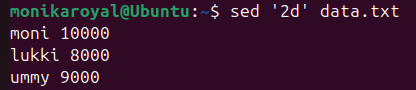 monikaroyal@Ubuntu:~$ sed '2d' data.txt
moni 10000
lukki 8000
ummy 9000